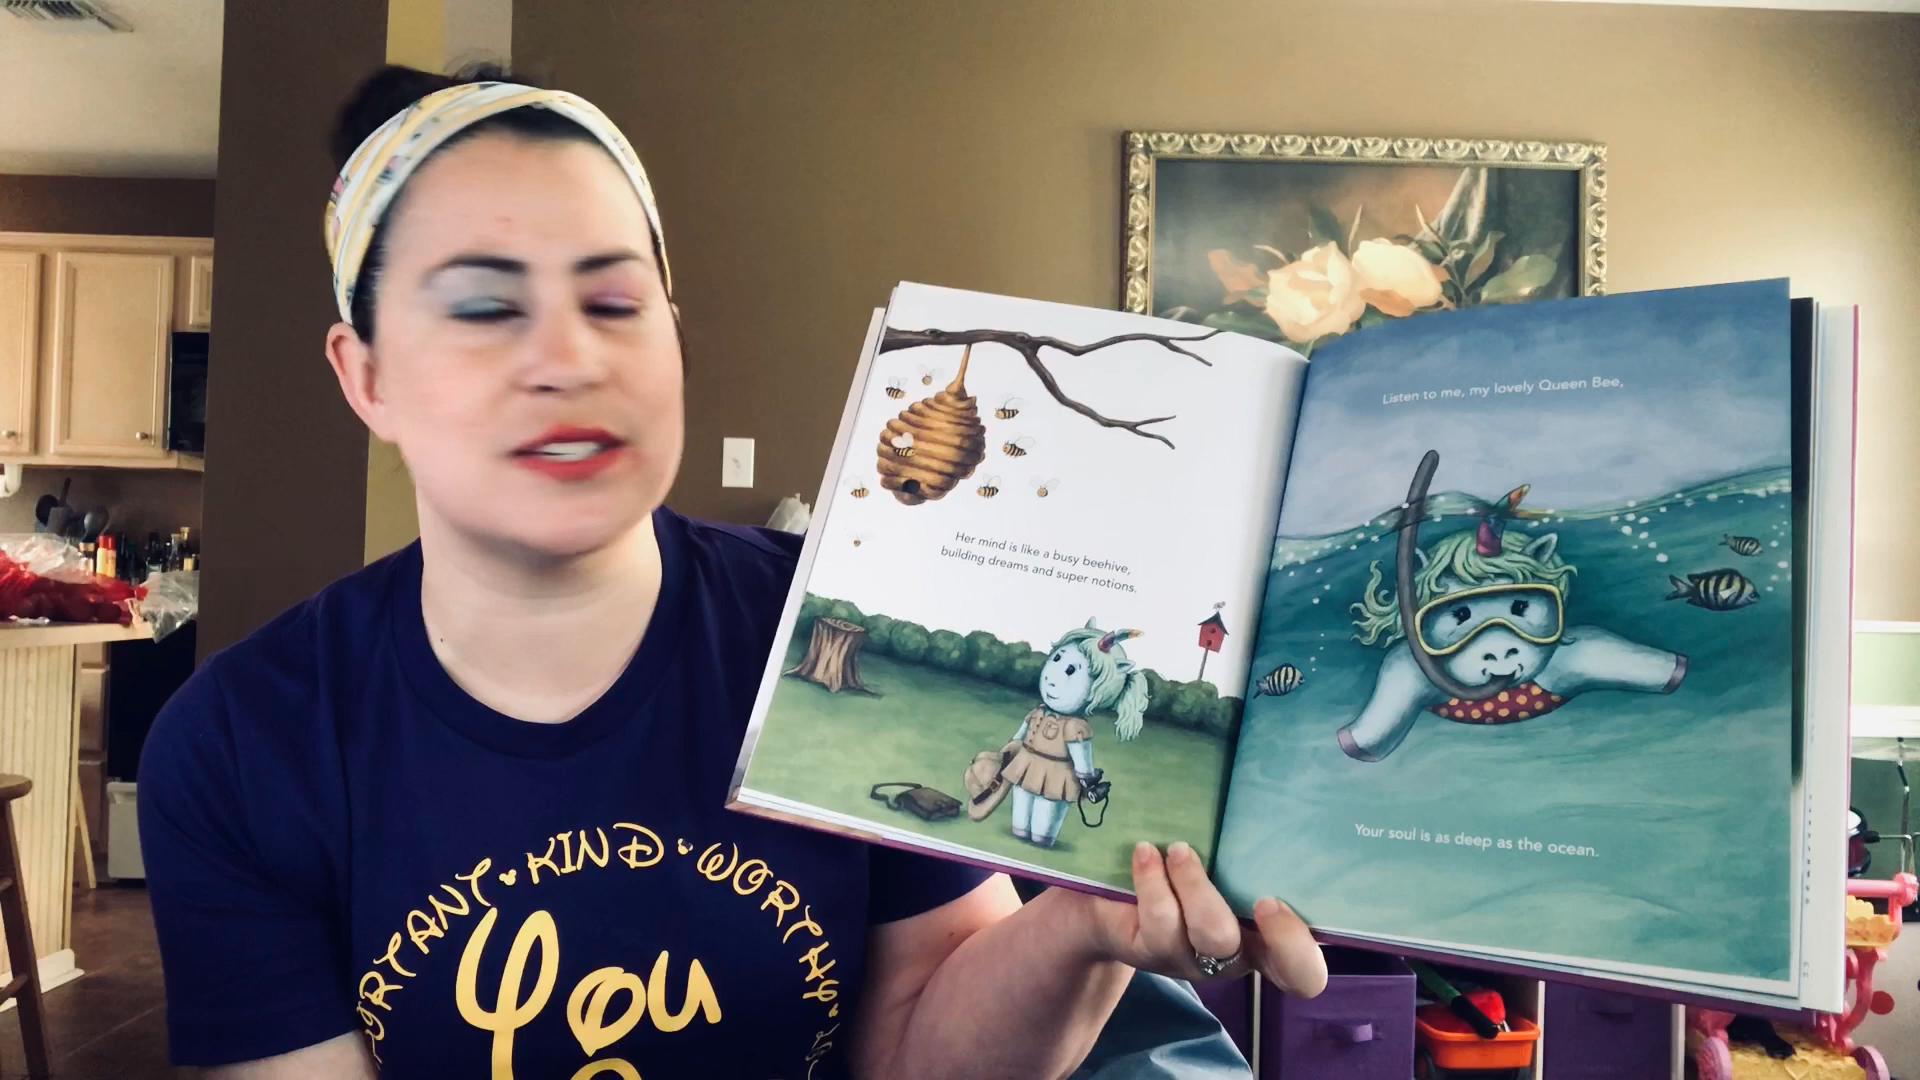 Her mind is like a busy beehive,
building dreams and super notions.
Listen to me, my lovely Queen Bee,
Your soul is as deep as the ocean.
KIND • WORTHY
You